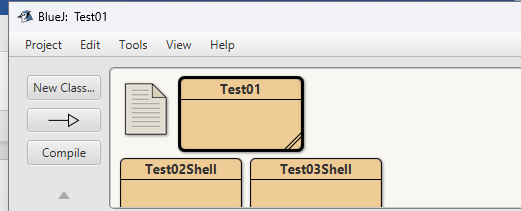 BlueJ: Test01
Project Edit Tools View Help
New Class...
Compile
Test01
Test02Shell Test03Shell